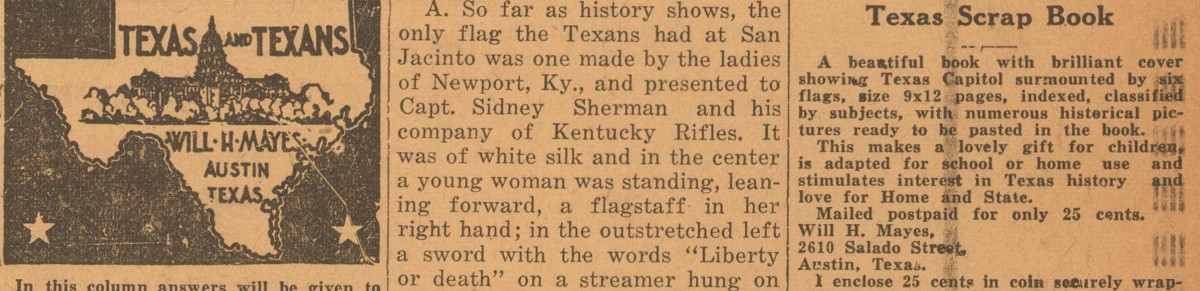 TEXAS AND TEXANS
WILL·H·MAYES
AUSTIN
TEXAS
In this column answers will be given to
A. So far as history shows, the
only flag the Texans had at San
Jacinto was one made by the ladies
of Newport, Ky., and presented to
Capt. Sidney Sherman and his
company of Kentucky Rifles. It
was of white silk and in the center
a young woman was standing, lean-
ing forward, a flagstaff in her
right hand; in the outstretched left
a sword with the words "Liberty
or death" on a streamer hung on
Texas Scrap Book
A beautiful book with brilliant cover
showing Texas Capitol surmounted by six
flags, size 9x12 pages, indexed, classified
by subjects, with numerous historical pic-
tures ready to be pasted in the book.
This makes a lovely gift for children,
is adapted for school or home use and
stimulates interest in Texas history and
love for Home and State.
Mailed postpaid for only 25 cents.
Will H. Mayes,
2610 Salado Street,
Austin, Texas.
I enclose 25 cents in coin securely wrap-